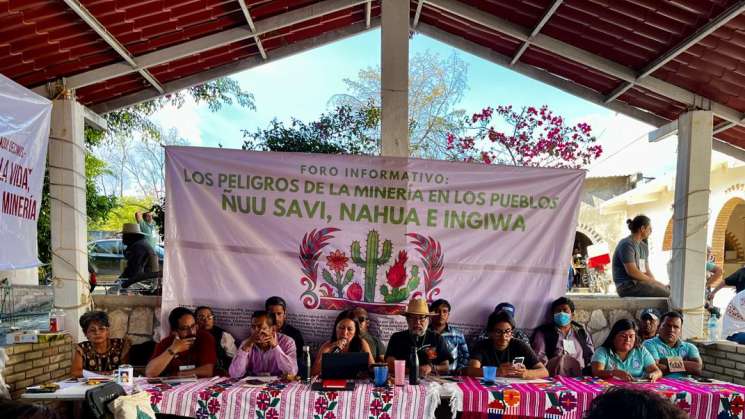 LA VIDA,
MINERÍA
FORO INFORMATIVO:
LOS PELIGROS DE LA MINERÍA EN LOS PUEBLOS
ÑUU SAVI, NAHUA E INGIWA